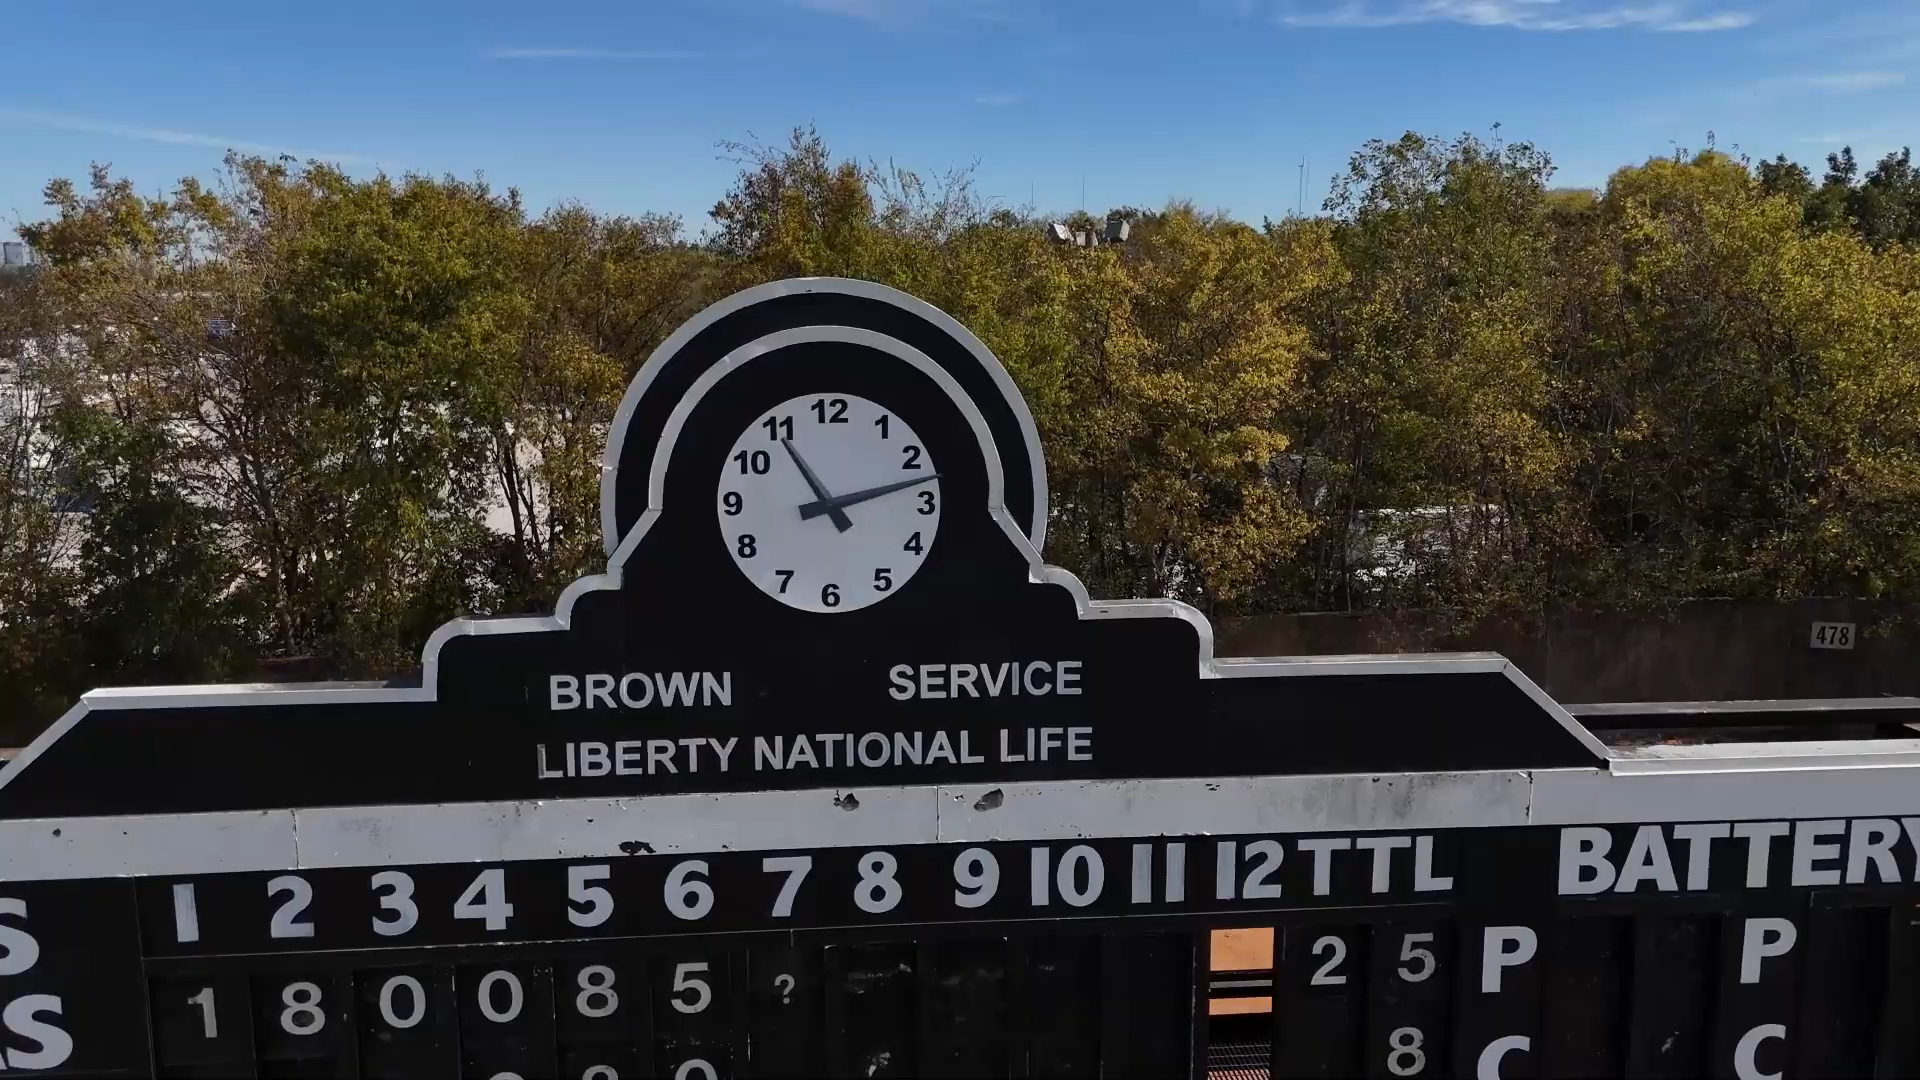 12
11 1
10 2
9 3
8 4
7 5
6
478
BROWN SERVICE
LIBERTY NATIONAL LIFE
1 2 3 4 5 6 7 8 9 10 11 12 TTL BATTERY
S
1 8 0 0 8 5 ? 2 5 P P
S 8 C C